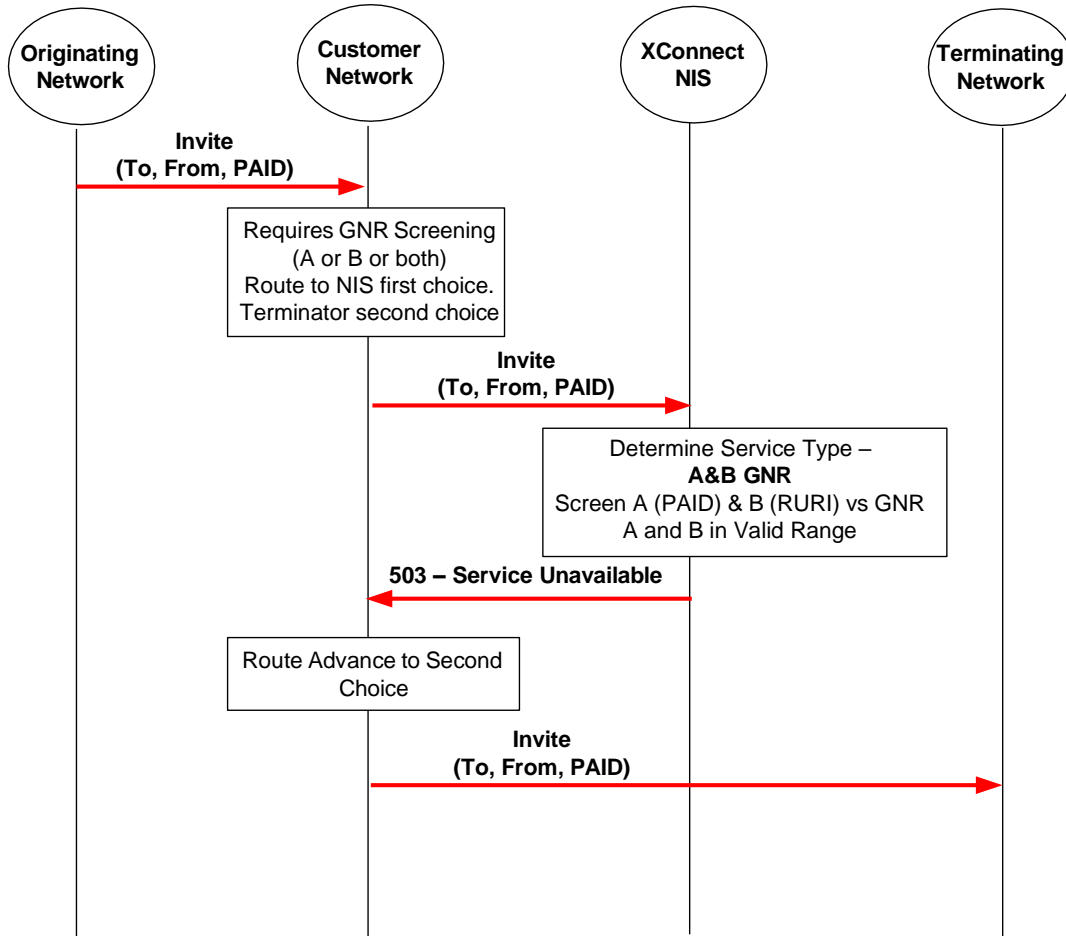 Originating
Network
Customer
Network
XConnect
NIS
Terminating
Network
Invite
(To, From, PAID)
Requires GNR Screening
(A or B or both)
Route to NIS first choice.
Terminator second choice
Invite
(To, From, PAID)
Determine Service Type –
A&B GNR
Screen A (PAID) & B (RURI) vs GNR
A and B in Valid Range
503 – Service Unavailable
Route Advance to Second
Choice
Invite
(To, From, PAID)